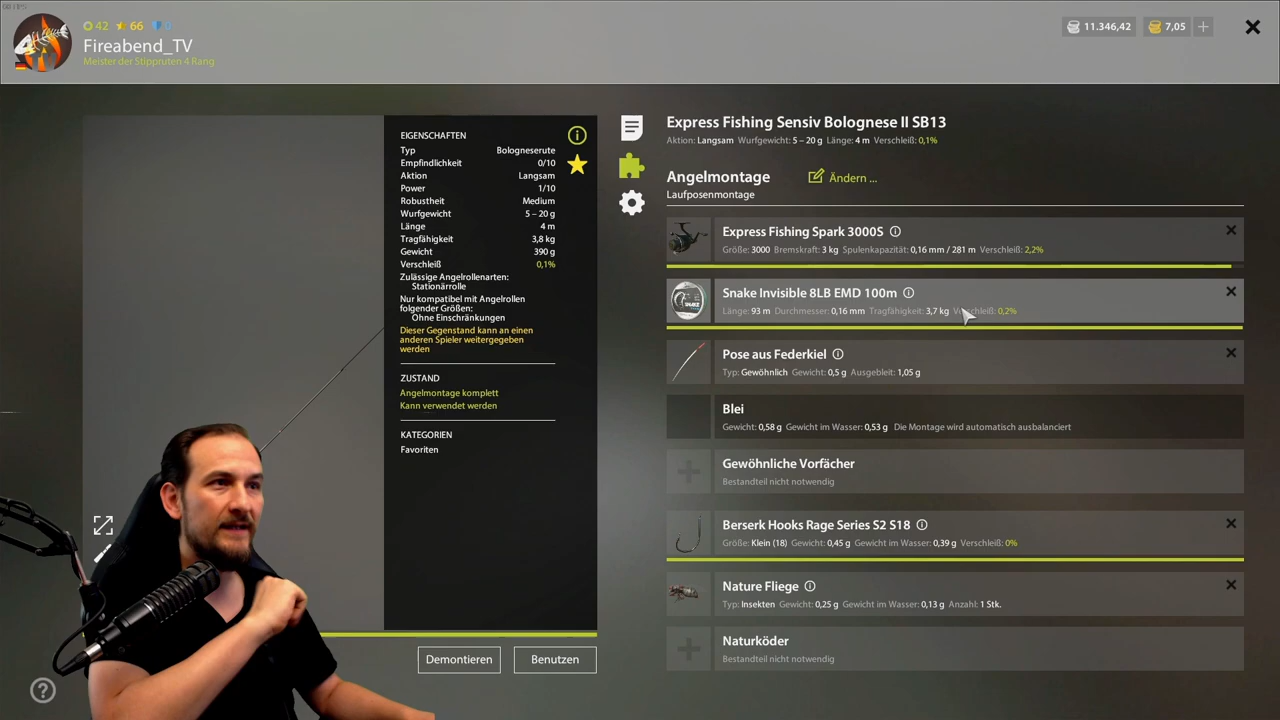 42 66
Fireabend_TV
Meister der Stippruten 4 Rang
11.346,42 7,05 +
EIGENSCHAFTEN
Typ Bologneserute
Empfindlichkeit 0/10
Aktion Langsam
Power 1/10
Robustheit Medium
Wurfgewicht 5 – 20 g
Länge 4 m
Tragfähigkeit 3,8 kg
Gewicht 390 g
Verschleiß 0,1%
Zulässige Angelrollenarten:
Stationärrolle
Nur kompatibel mit Angelrollen
folgender Größen:
Ohne Einschränkungen
Dieser Gegenstand kann an einen
anderen Spieler weitergegeben
werden
ZUSTAND
Angelmontage komplett
Kann verwendet werden
KATEGORIEN
Favoriten
Demontieren Benutzen
Express Fishing Sensiv Bolognese II SB13
Aktion: Langsam Wurfgewicht: 5 – 20 g Länge: 4 m Verschleiß: 0,1%
Angelmontage Ändern ...
Laufposenmontage
Express Fishing Spark 3000S
Größe: 3000 Bremskraft: 3 kg Spulenkapazität: 0,16 mm / 281 m Verschleiß: 2,2%
Snake Invisible 8LB EMD 100m
Länge: 93 m Durchmesser: 0,16 mm Tragfähigkeit: 3,7 kg Verschleiß: 0,2%
Pose aus Federkiel
Typ: Gewöhnlich Gewicht: 0,5 g Ausgebleit: 1,05 g
Blei
Gewicht: 0,58 g Gewicht im Wasser: 0,53 g Die Montage wird automatisch ausbalanciert
Gewöhnliche Vorfächer
Bestandteil nicht notwendig
Berserk Hooks Rage Series S2 S18
Größe: Klein (18) Gewicht: 0,45 g Gewicht im Wasser: 0,39 g Verschleiß: 0%
Nature Fliege
Typ: Insekten Gewicht: 0,25 g Gewicht im Wasser: 0,13 g Anzahl: 1 Stk.
Naturköder
Bestandteil nicht notwendig